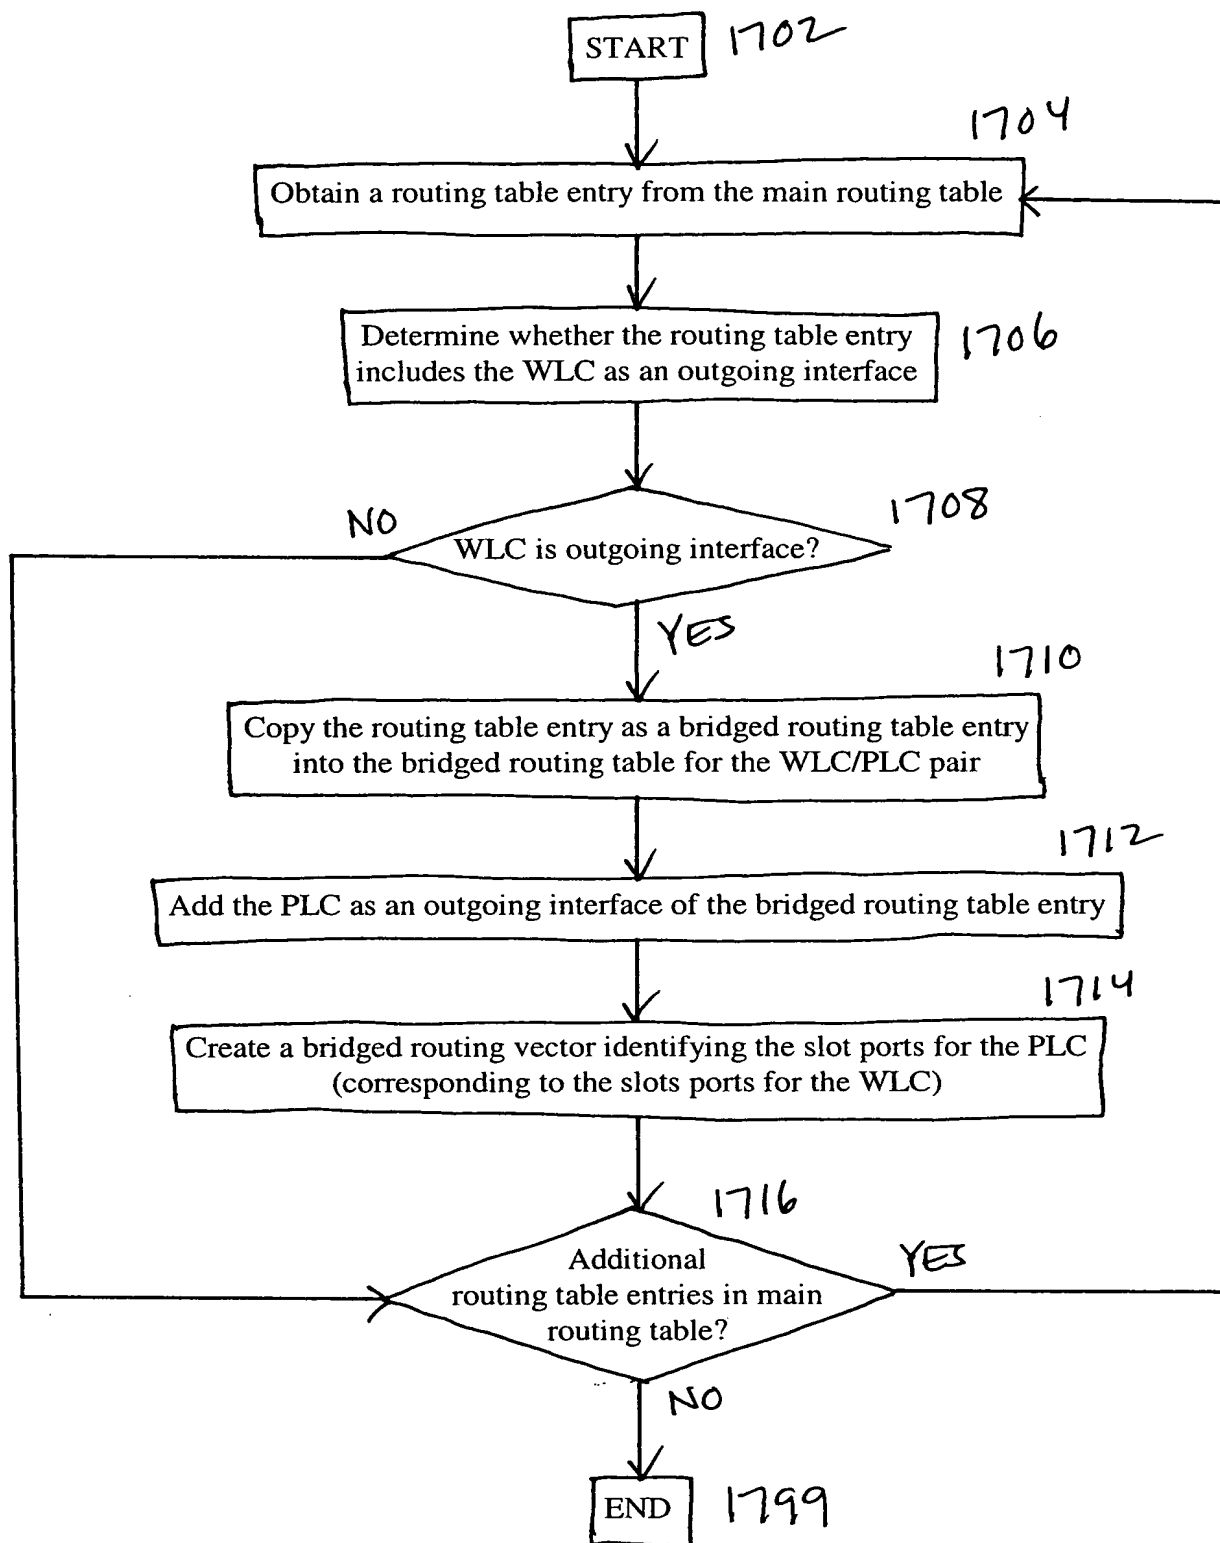 START 1702
1704
Obtain a routing table entry from the main routing table
Determine whether the routing table entry
includes the WLC as an outgoing interface
1706
NO
1708
WLC is outgoing interface?
YES
1710
Copy the routing table entry as a bridged routing table entry
into the bridged routing table for the WLC/PLC pair
1712
Add the PLC as an outgoing interface of the bridged routing table entry
1714
Create a bridged routing vector identifying the slot ports for the PLC
(corresponding to the slots ports for the WLC)
1716
Additional
routing table entries in main
routing table?
YES
NO
END 1799